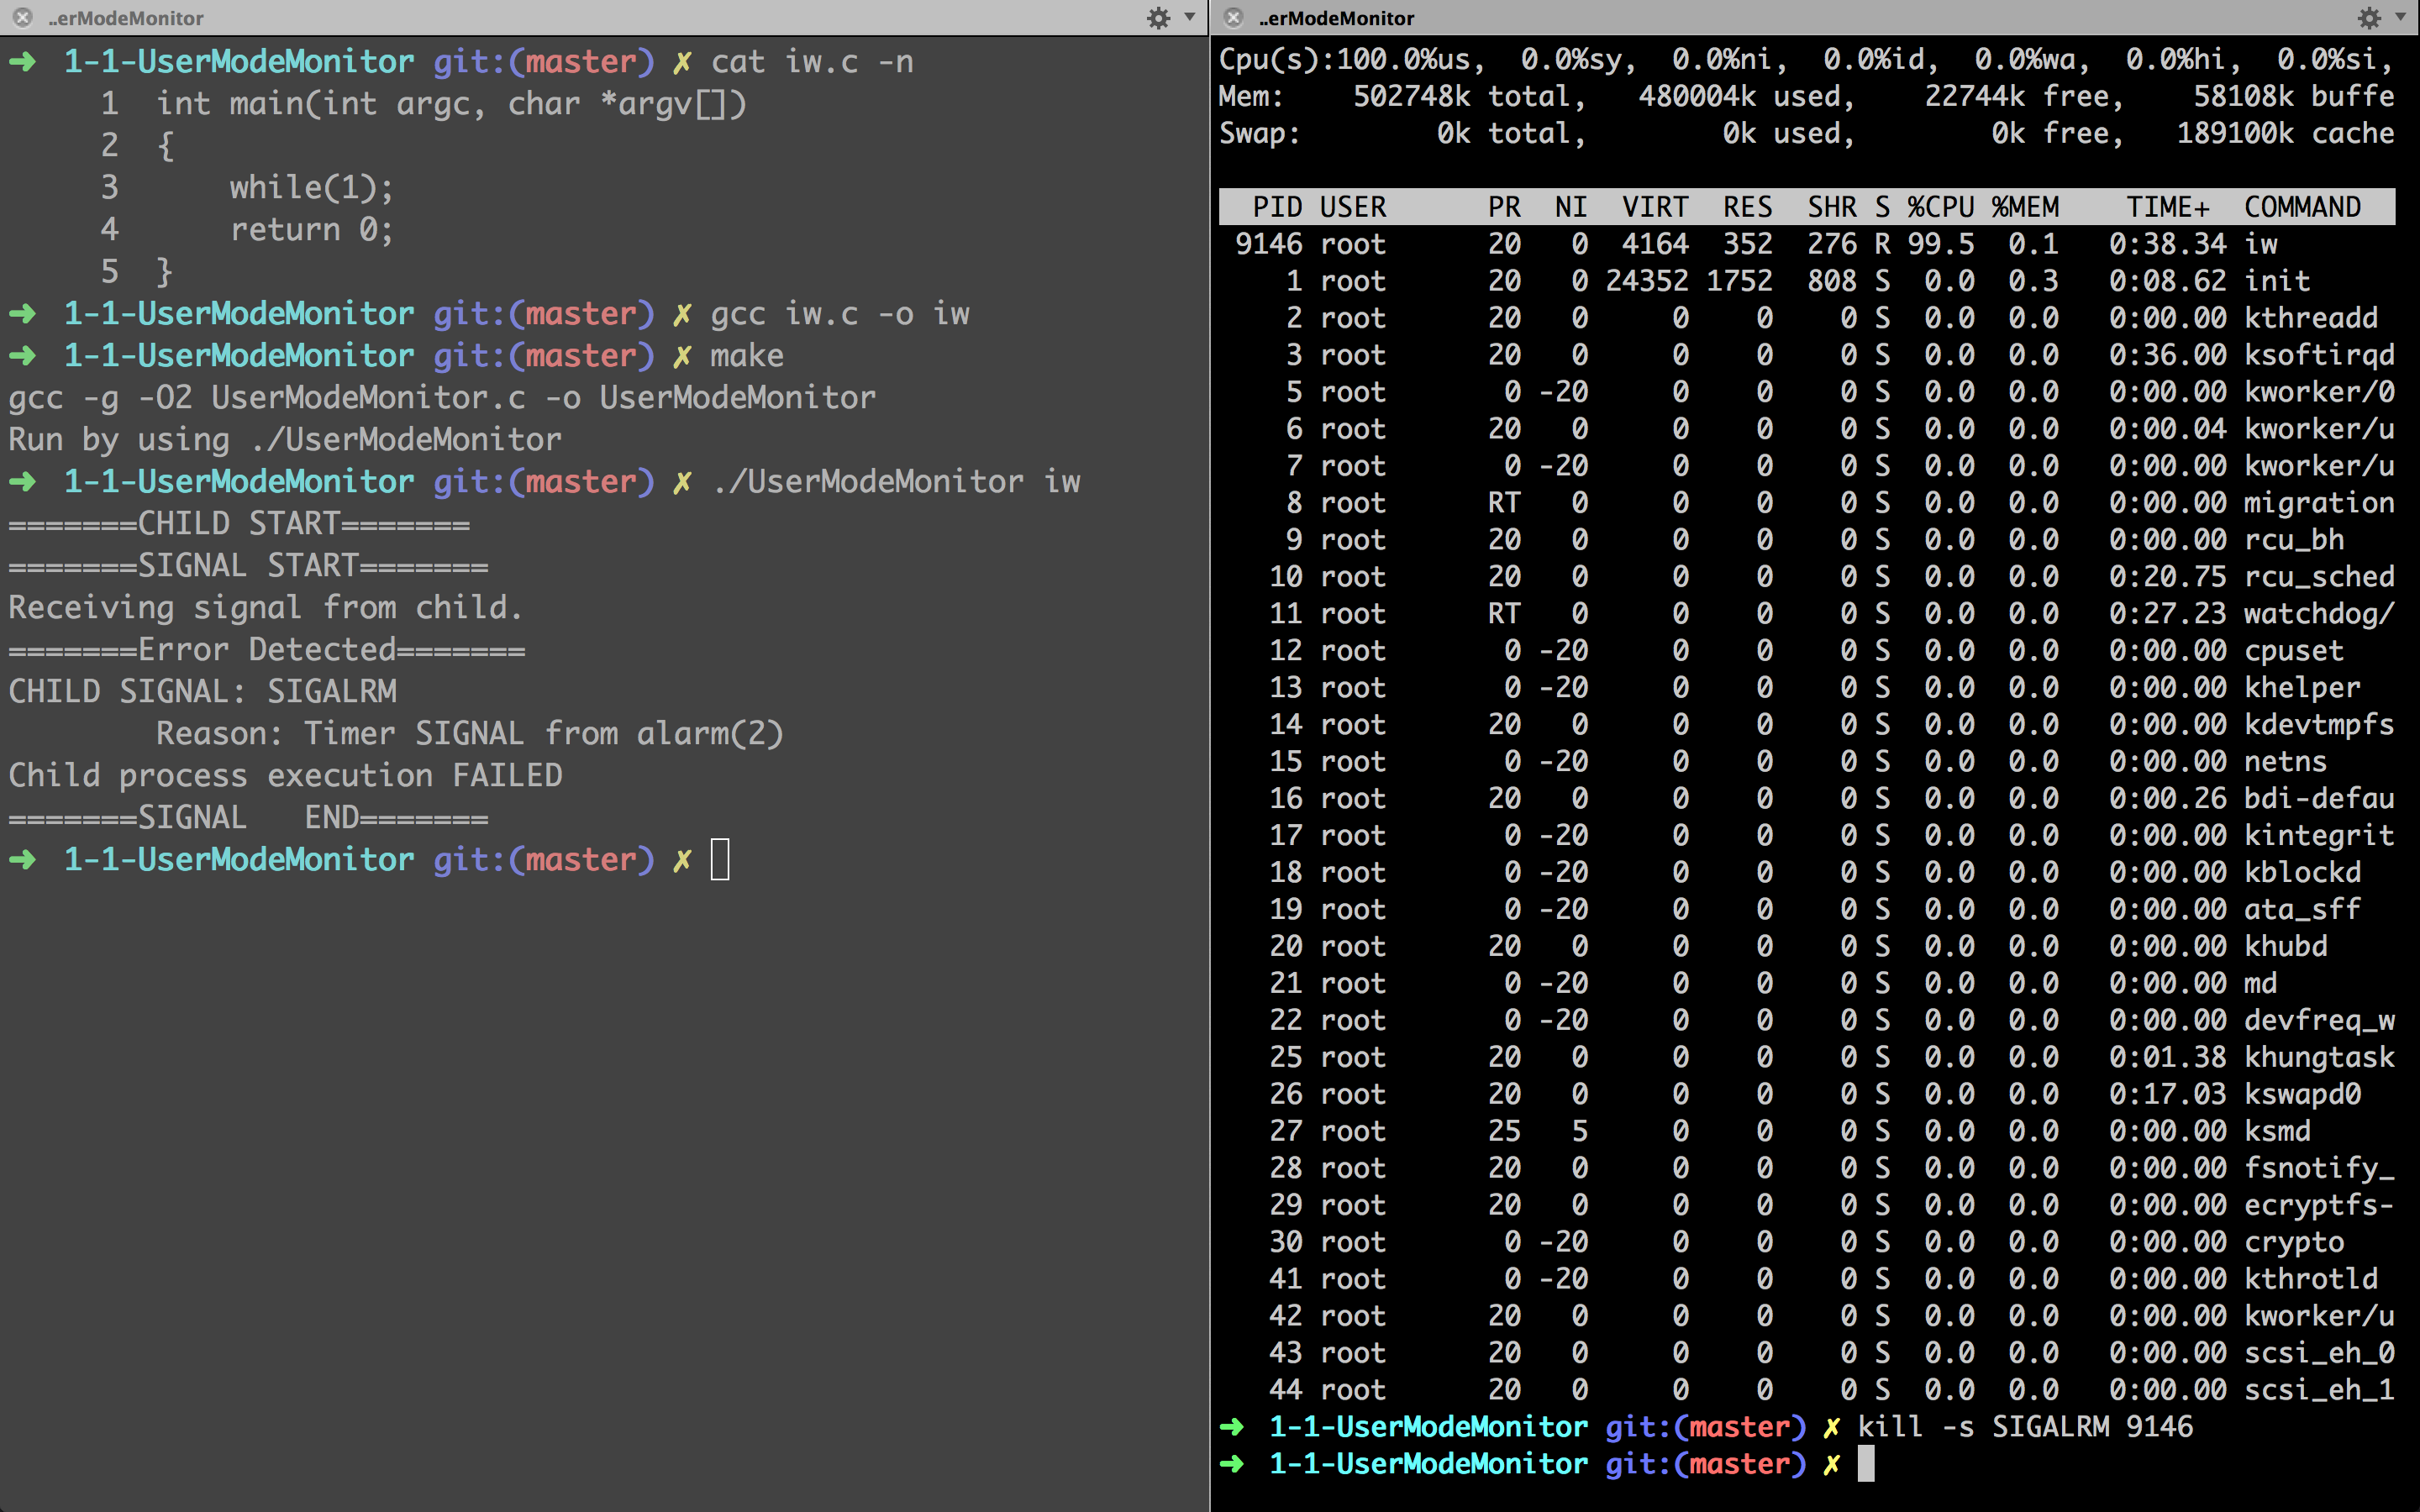 ..erModeMonitor
➜ 1-1-UserModeMonitor git:(master) ✗ cat iw.c -n
1 int main(int argc, char *argv[])
2 {
3 while(1);
4 return 0;
5 }
➜ 1-1-UserModeMonitor git:(master) ✗ gcc iw.c -o iw
➜ 1-1-UserModeMonitor git:(master) ✗ make
gcc -g -O2 UserModeMonitor.c -o UserModeMonitor
Run by using ./UserModeMonitor
➜ 1-1-UserModeMonitor git:(master) ✗ ./UserModeMonitor iw
=======CHILD START=======
=======SIGNAL START=======
Receiving signal from child.
=======Error Detected=======
CHILD SIGNAL: SIGALRM
Reason: Timer SIGNAL from alarm(2)
Child process execution FAILED
=======SIGNAL   END=======
➜ 1-1-UserModeMonitor git:(master) ✗
..erModeMonitor
Cpu(s):100.0%us, 0.0%sy, 0.0%ni, 0.0%id, 0.0%wa, 0.0%hi, 0.0%si,
Mem: 502748k total, 480004k used, 22744k free, 58108k buffe
Swap: 0k total, 0k used, 0k free, 189100k cache
PID USER PR NI VIRT RES SHR S %CPU %MEM TIME+ COMMAND
9146 root 20 0 4164 352 276 R 99.5 0.1 0:38.34 iw
1 root 20 0 24352 1752 808 S 0.0 0.3 0:08.62 init
2 root 20 0 0 0 0 S 0.0 0.0 0:00.00 kthreadd
3 root 20 0 0 0 0 S 0.0 0.0 0:36.00 ksoftirqd
5 root 0 -20 0 0 0 S 0.0 0.0 0:00.00 kworker/0
6 root 20 0 0 0 0 S 0.0 0.0 0:00.04 kworker/u
7 root 0 -20 0 0 0 S 0.0 0.0 0:00.00 kworker/u
8 root RT 0 0 0 0 S 0.0 0.0 0:00.00 migration
9 root 20 0 0 0 0 S 0.0 0.0 0:00.00 rcu_bh
10 root 20 0 0 0 0 S 0.0 0.0 0:20.75 rcu_sched
11 root RT 0 0 0 0 S 0.0 0.0 0:27.23 watchdog/
12 root 0 -20 0 0 0 S 0.0 0.0 0:00.00 cpuset
13 root 0 -20 0 0 0 S 0.0 0.0 0:00.00 khelper
14 root 20 0 0 0 0 S 0.0 0.0 0:00.00 kdevtmpfs
15 root 0 -20 0 0 0 S 0.0 0.0 0:00.00 netns
16 root 20 0 0 0 0 S 0.0 0.0 0:00.26 bdi-defau
17 root 0 -20 0 0 0 S 0.0 0.0 0:00.00 kintegrit
18 root 0 -20 0 0 0 S 0.0 0.0 0:00.00 kblockd
19 root 0 -20 0 0 0 S 0.0 0.0 0:00.00 ata_sff
20 root 20 0 0 0 0 S 0.0 0.0 0:00.00 khubd
21 root 0 -20 0 0 0 S 0.0 0.0 0:00.00 md
22 root 0 -20 0 0 0 S 0.0 0.0 0:00.00 devfreq_w
25 root 20 0 0 0 0 S 0.0 0.0 0:01.38 khungtask
26 root 20 0 0 0 0 S 0.0 0.0 0:17.03 kswapd0
27 root 25 5 0 0 0 S 0.0 0.0 0:00.00 ksmd
28 root 20 0 0 0 0 S 0.0 0.0 0:00.00 fsnotify_
29 root 20 0 0 0 0 S 0.0 0.0 0:00.00 ecryptfs-
30 root 0 -20 0 0 0 S 0.0 0.0 0:00.00 crypto
41 root 0 -20 0 0 0 S 0.0 0.0 0:00.00 kthrotld
42 root 20 0 0 0 0 S 0.0 0.0 0:00.00 kworker/u
43 root 20 0 0 0 0 S 0.0 0.0 0:00.00 scsi_eh_0
44 root 20 0 0 0 0 S 0.0 0.0 0:00.00 scsi_eh_1
➜ 1-1-UserModeMonitor git:(master) ✗ kill -s SIGALRM 9146
➜ 1-1-UserModeMonitor git:(master) ✗